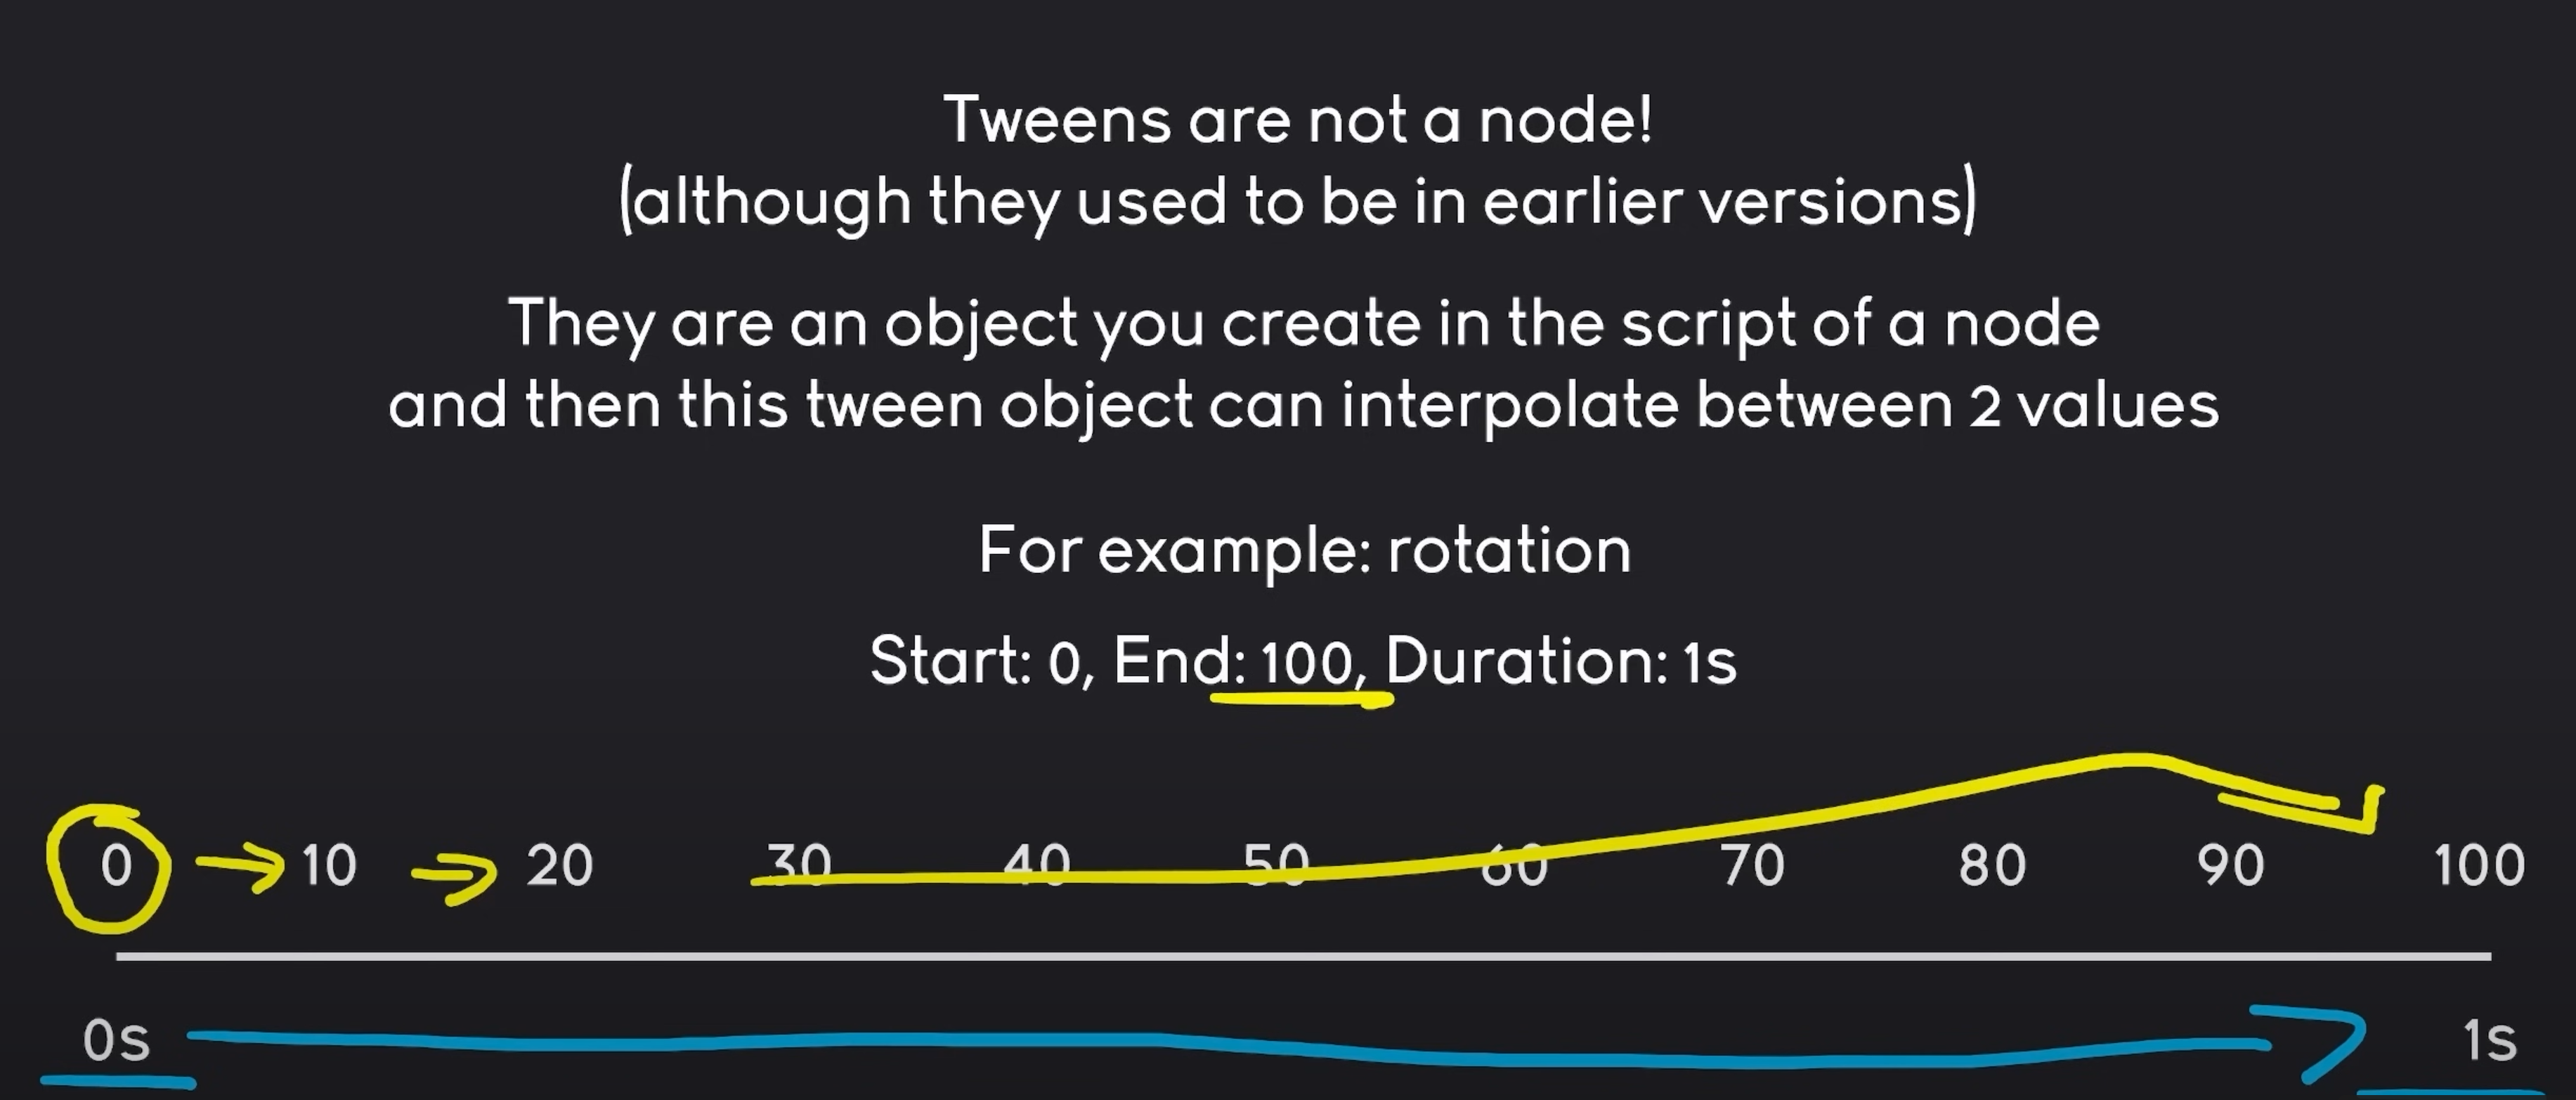 Tweens are not a node!
(although they used to be in earlier versions)
They are an object you create in the script of a node
and then this tween object can interpolate between 2 values
For example: rotation
Start: 0, End: 100, Duration: 1s
0 10 20 30 40 50 60 70 80 90 100
0s 1s